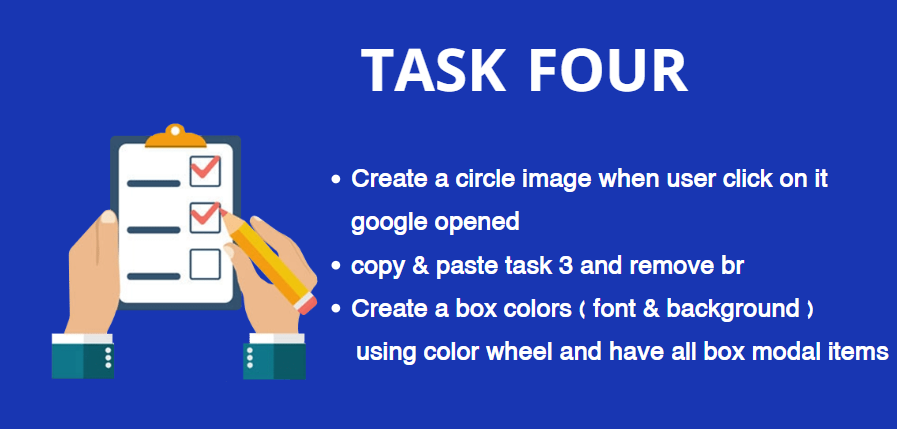 TASK FOUR
• Create a circle image when user click on it
google opened
• copy & paste task 3 and remove br
• Create a box colors ( font & background )
using color wheel and have all box modal items